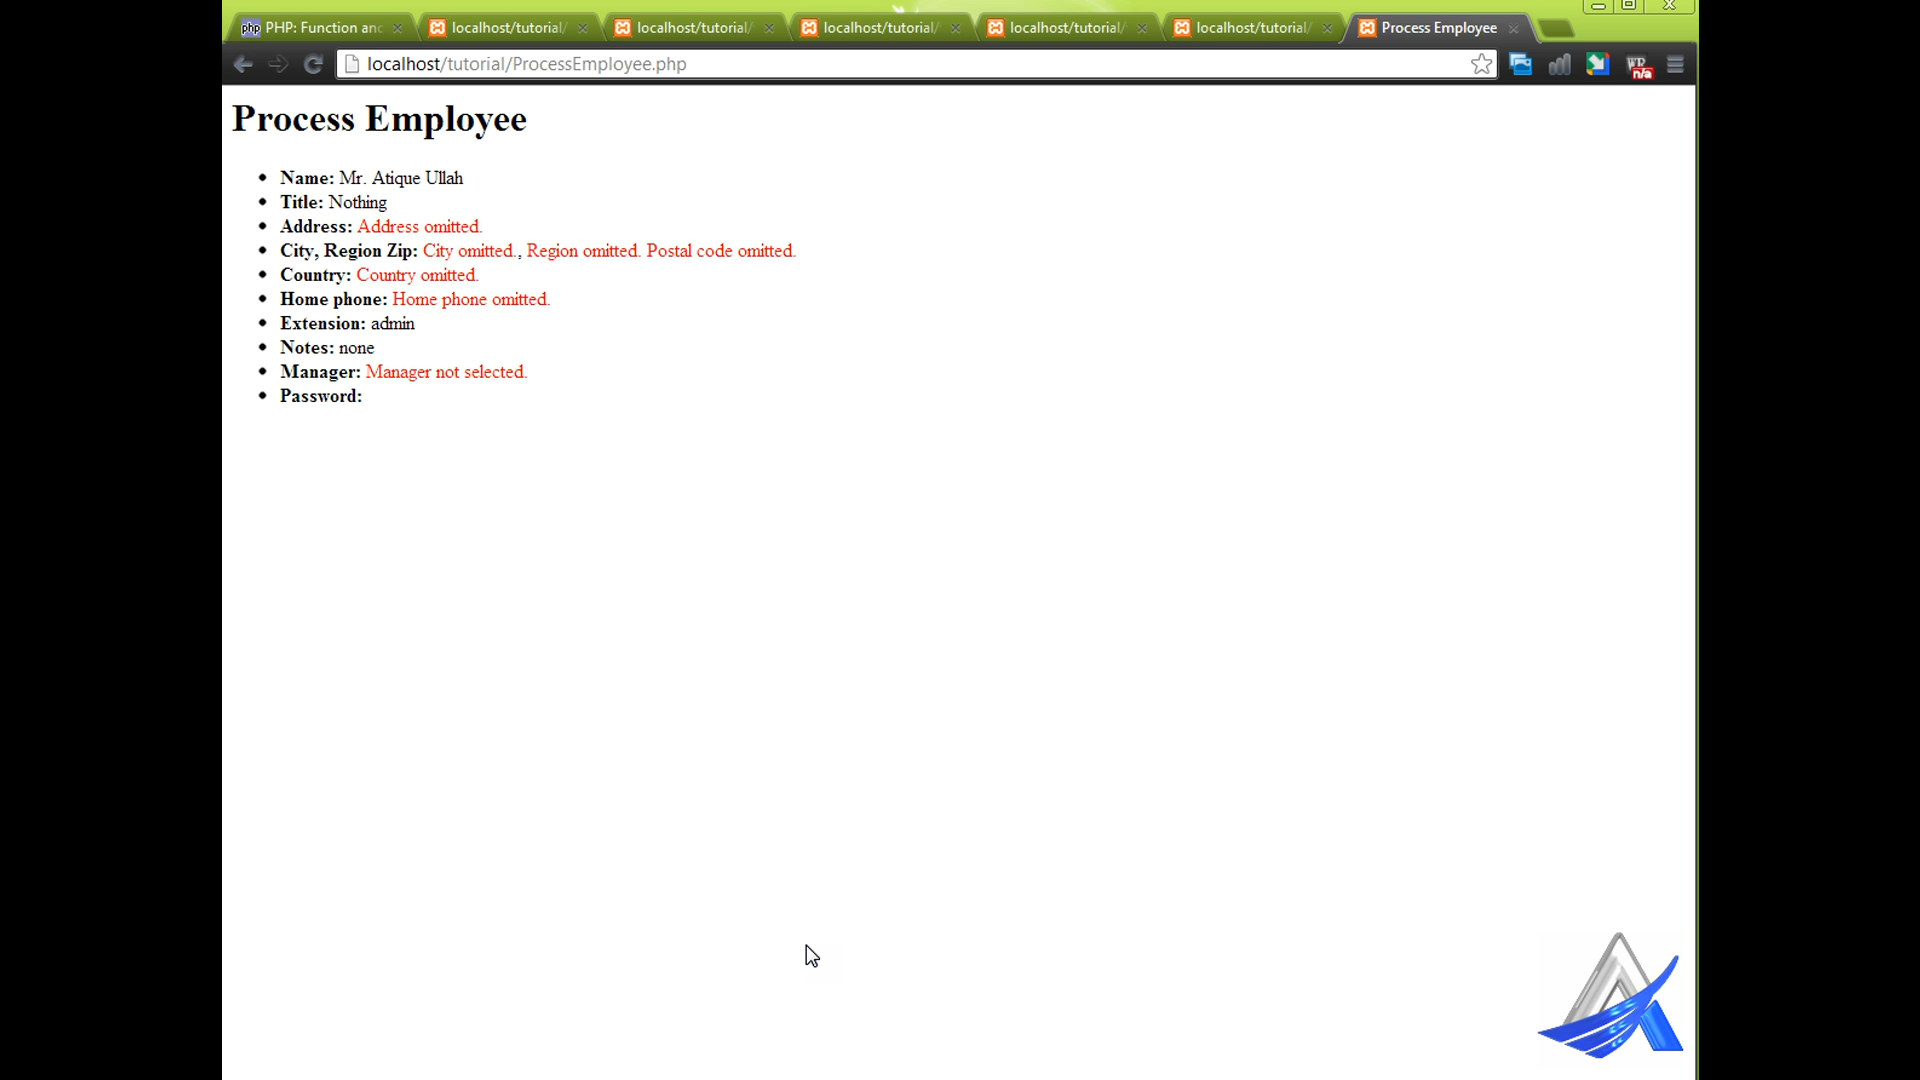 PHP: Function and
localhost/tutorial/
localhost/tutorial/
localhost/tutorial/
localhost/tutorial/
localhost/tutorial/
Process Employee
localhost/tutorial/ProcessEmployee.php
WP
n/a
Process Employee
Name: Mr. Atique Ullah
Title: Nothing
Address: Address omitted.
City, Region Zip: City omitted., Region omitted. Postal code omitted.
Country: Country omitted.
Home phone: Home phone omitted.
Extension: admin
Notes: none
Manager: Manager not selected.
Password: